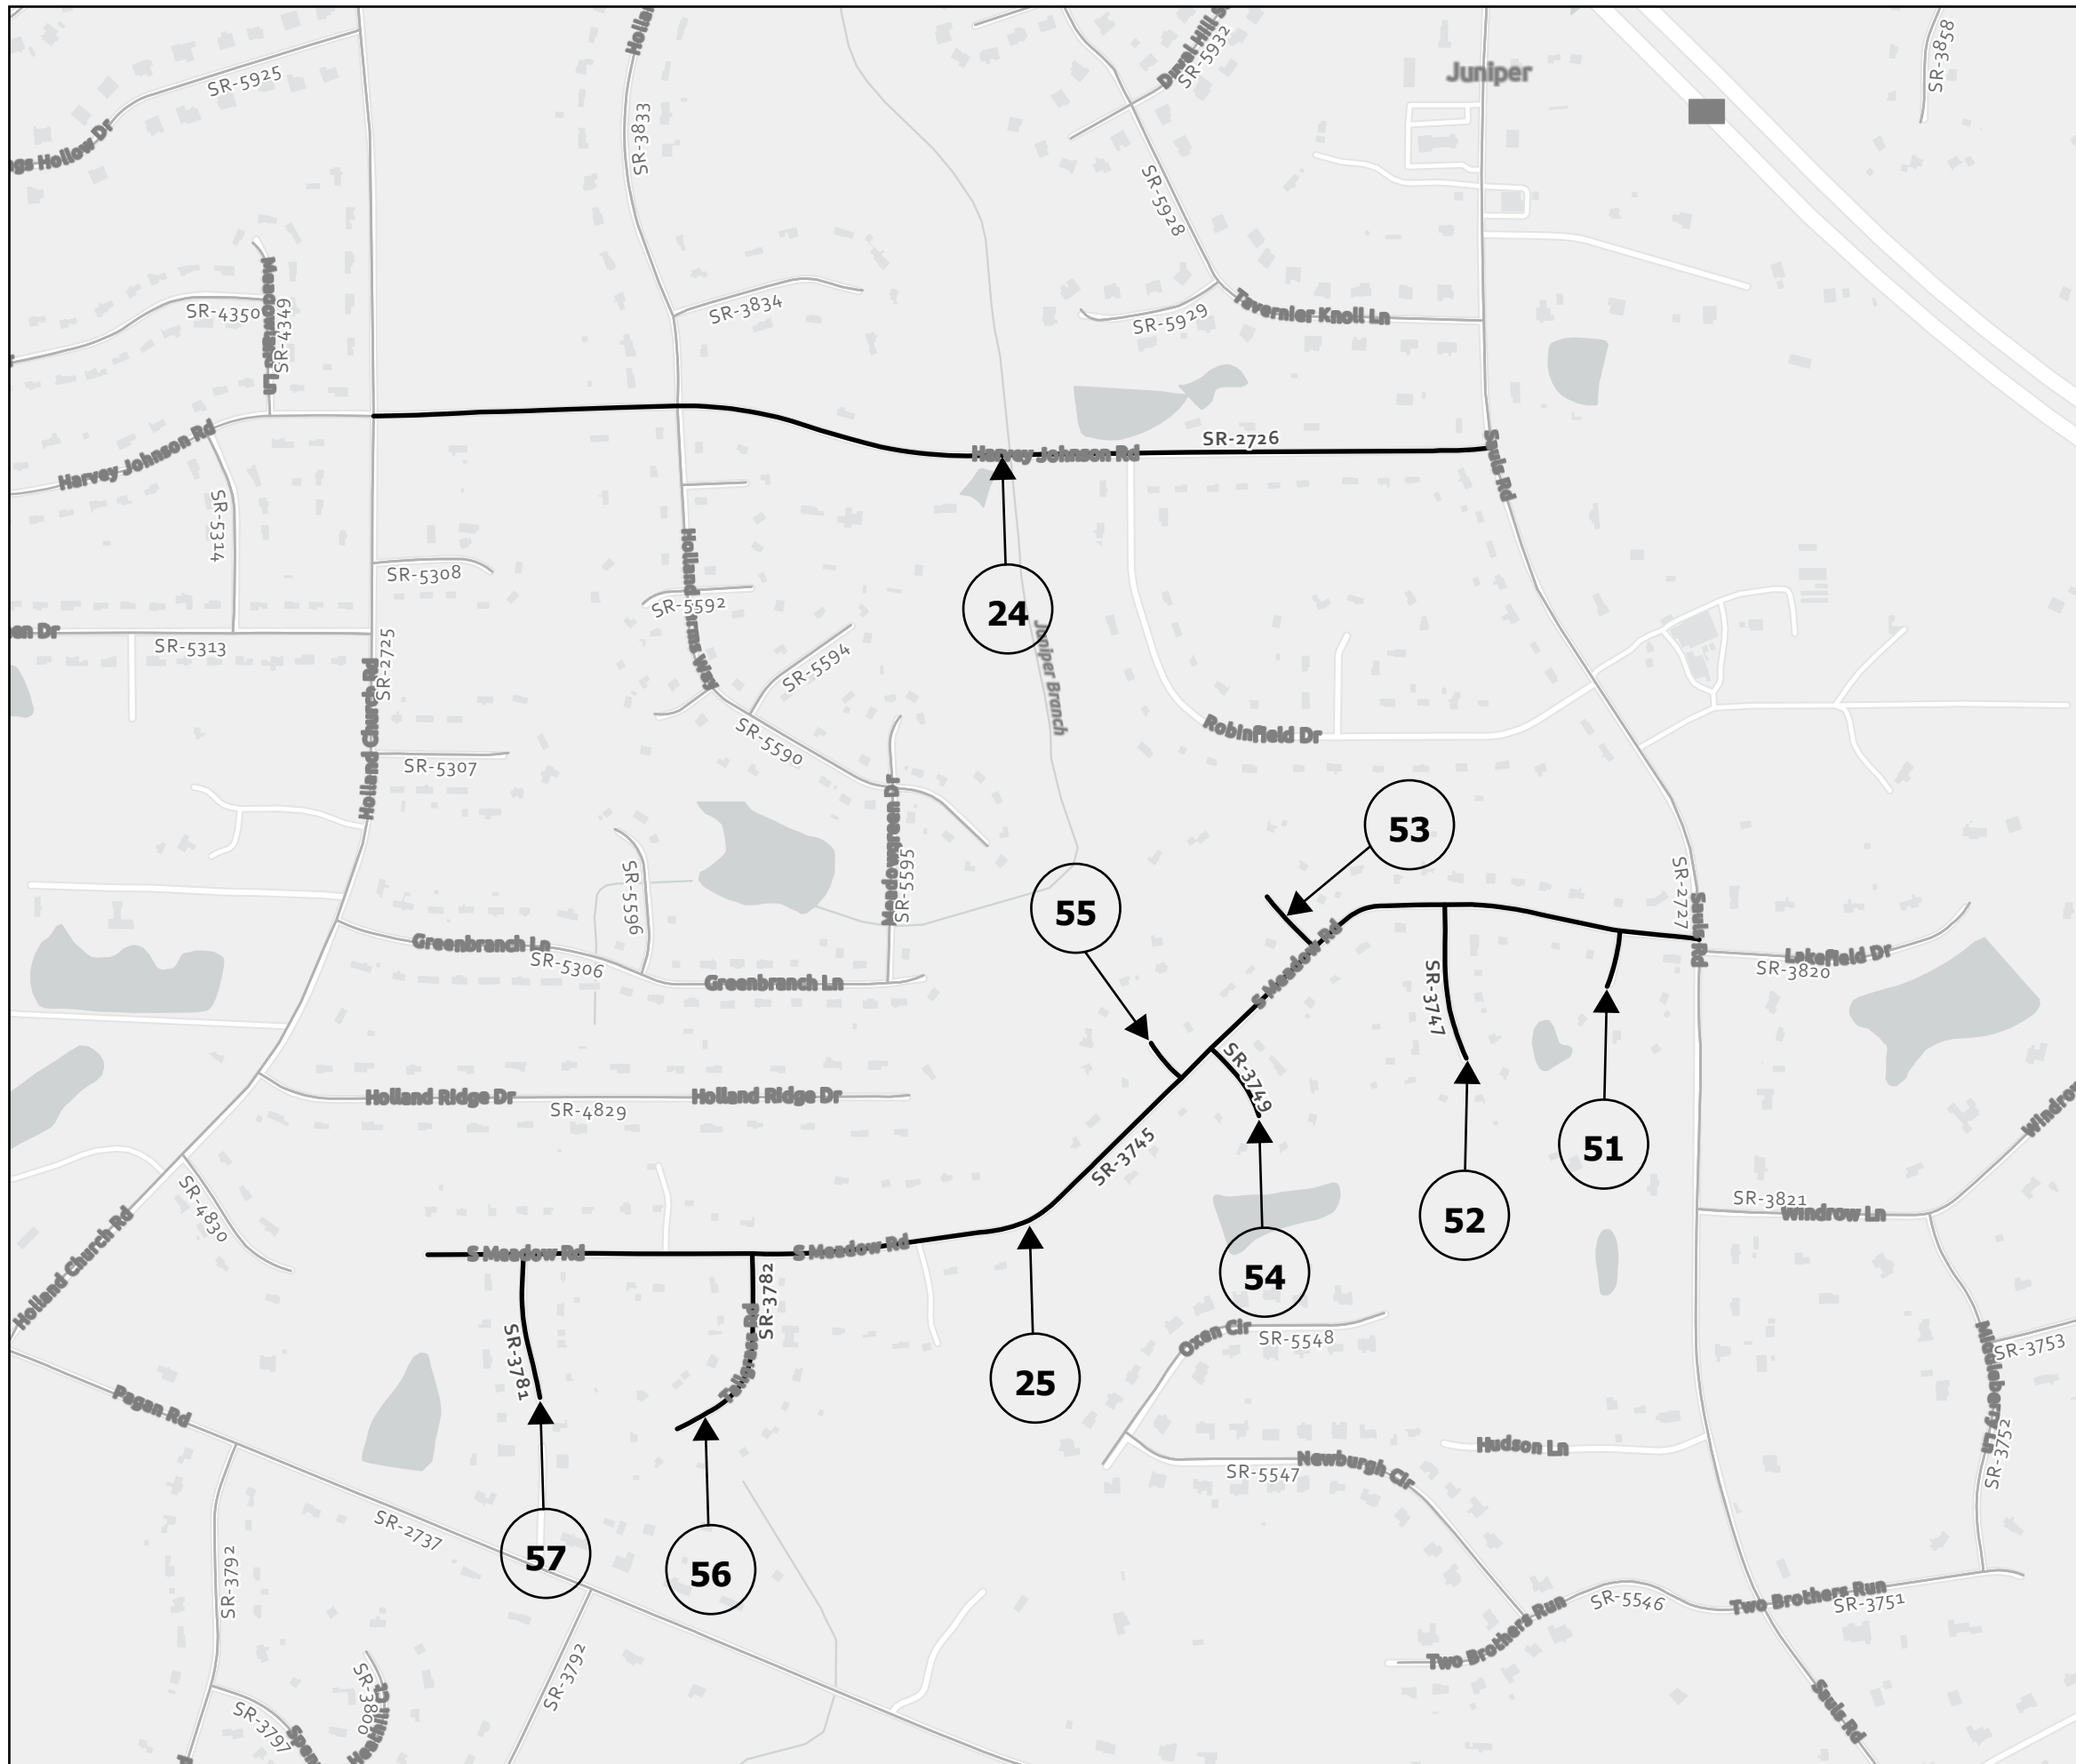 SR-3858
SR-5932
Juniper
SR-5925
SR-3833
SR-5928
SR-4350
SR-4349
SR-3834
SR-5929
Tavernier Knoll Ln
Harvey Johnson Rd
Harvey Johnson Rd
SR-2726
Sauls Rd
SR-5314
SR-5308
SR-5592
24
SR-5313
SR-2725
SR-5594
Juniper Branch
Holland Church Rd
SR-5590
Robinfield Dr
SR-5307
53
Meadowgreen Dr
SR-5595
SR-5596
55
SR-2727
Sauls Rd
Greenbranch Ln
SR-5306
Greenbranch Ln
S Meadow Rd
SR-3747
Lakefield Dr
SR-3820
Holland Ridge Dr
SR-4829
Holland Ridge Dr
SR-3749
SR-3745
51
SR-4830
Holland Church Rd
SR-3821
Windrow Ln
52
54
S Meadow Rd
S Meadow Rd
SR-3782
SR-3781
Oxen Cir
SR-5548
SR-3753
SR-3752
25
Pagan Rd
Hudson Ln
SR-5547
Newburgh Cir
SR-2737
57
56
SR-3792
Two Brothers Run
SR-5546
Two Brothers Run
SR-3751
SR-3792
SR-3800
SR-3797
Sauls Rd